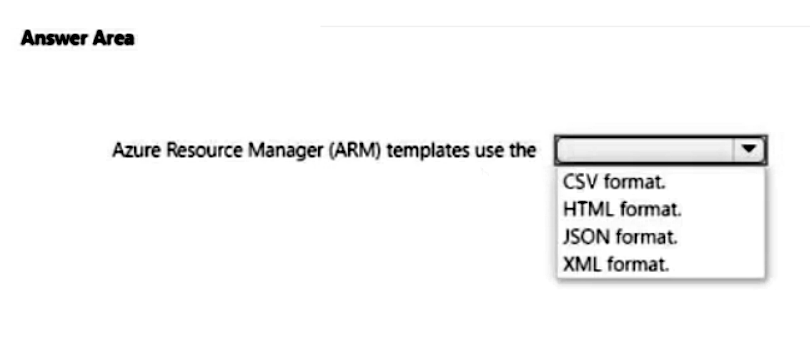 Answer Area
Azure Resource Manager (ARM) templates use the
CSV format.
HTML format.
JSON format.
XML format.